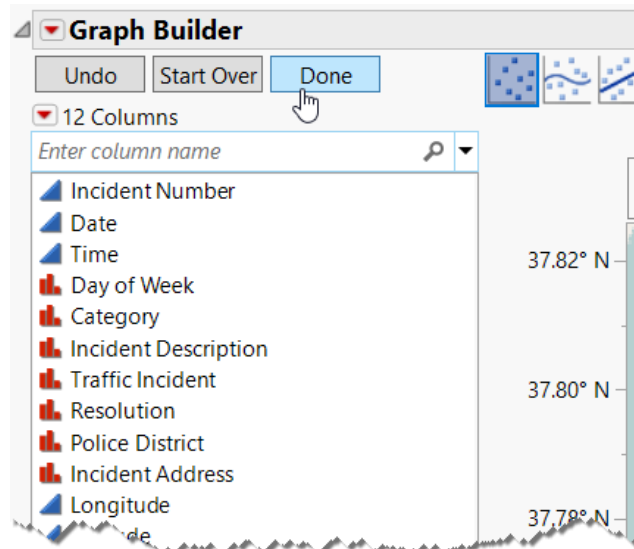 Graph Builder
Undo Start Over Done
12 Columns
Enter column name
Incident Number
Date
Time
Day of Week
Category
Incident Description
Traffic Incident
Resolution
Police District
Incident Address
Longitude
37.82° N
37.80° N
37.78° N